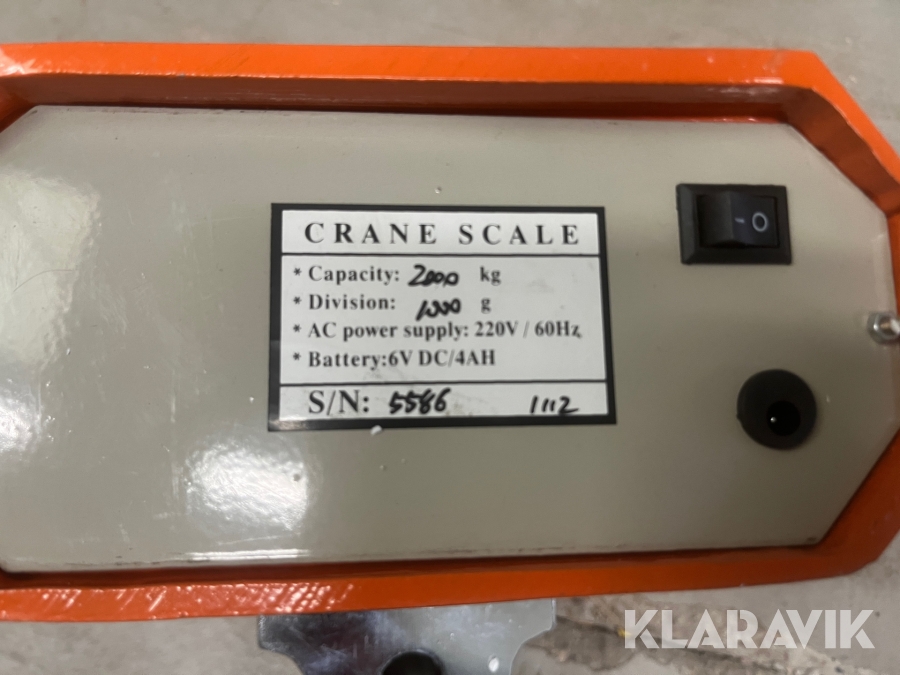 CRANE SCALE
* Capacity: 2000 kg
* Division: 1000 g
* AC power supply: 220V / 60Hz
* Battery:6V DC/4AH
S/N: 5586 1112
KLARAVIK